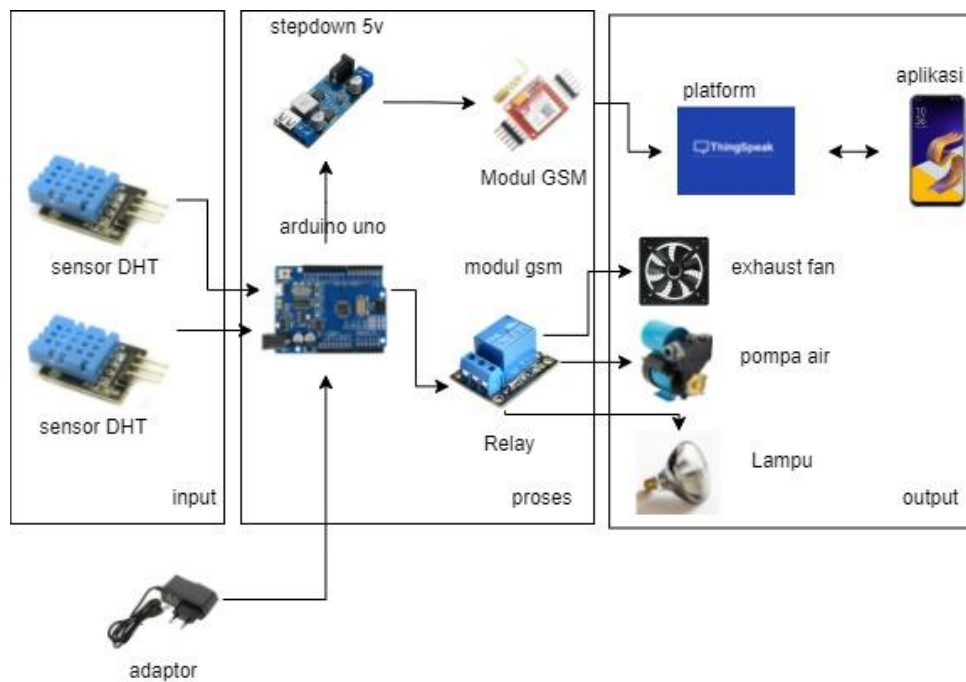 stepdown 5v
aplikasi
platform
ThingSpeak
Modul GSM
arduino uno
sensor DHT
modul gsm
exhaust fan
pompa air
sensor DHT
Relay
Lampu
input
proses
output
adaptor